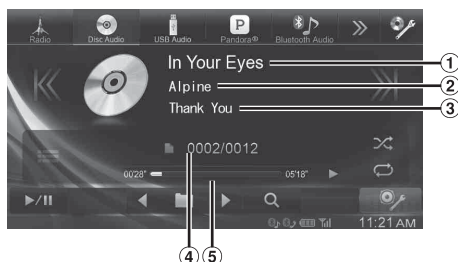 Radio
Disc Audio
USB Audio
P
Pandora®
Bluetooth Audio
In Your Eyes
1
Alpine
2
Thank You
3
0002/0012
00'28"
05'18"
11:21 AM
4
5